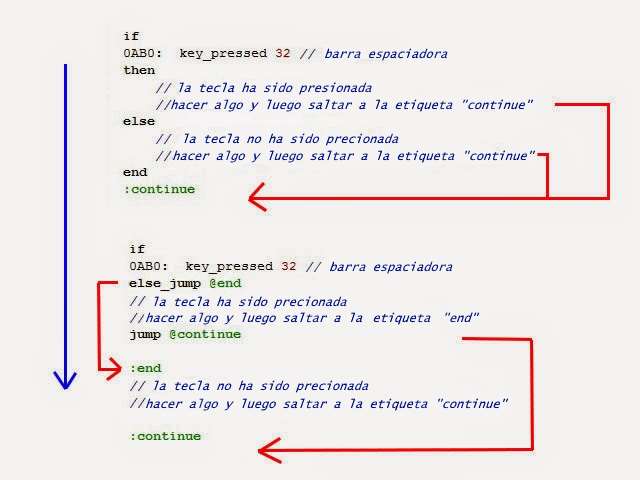 if
0AB0: key_pressed 32 // barra espaciadora
then
// la tecla ha sido presionada
//hacer algo y luego saltar a la etiqueta "continue"
else
// la tecla no ha sido precionada
//hacer algo y luego saltar a la etiqueta "continue"
end
:continue
if
0AB0: key_pressed 32 // barra espaciadora
else_jump @end
// la tecla ha sido precionada
//hacer algo y luego saltar a la etiqueta "end"
jump @continue
:end
// la tecla no ha sido precionada
//hacer algo y luego saltar a la etiqueta "continue"
:continue